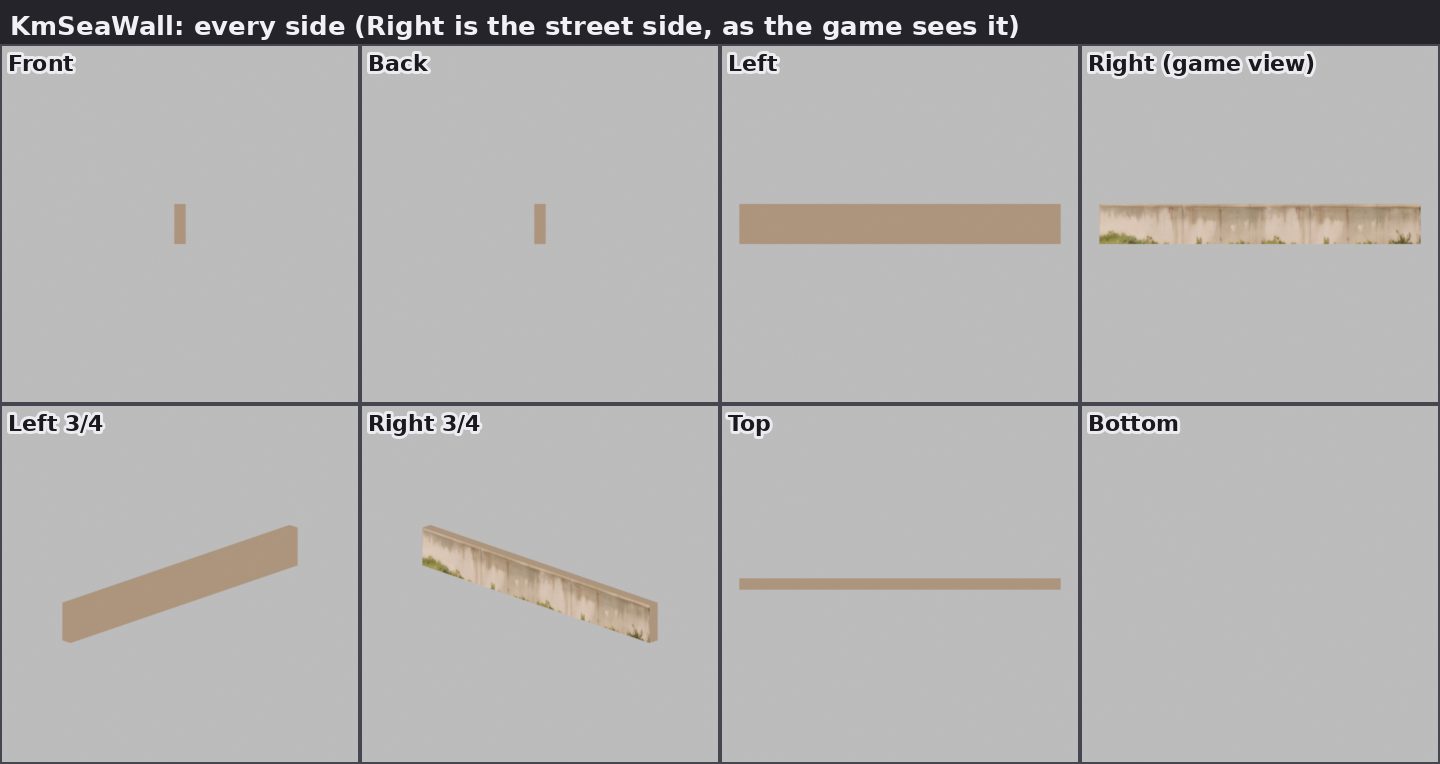 KmSeaWall: every side (Right is the street side, as the game sees it)
Front
Back
Left
Right (game view)
Left 3/4
Right 3/4
Top
Bottom